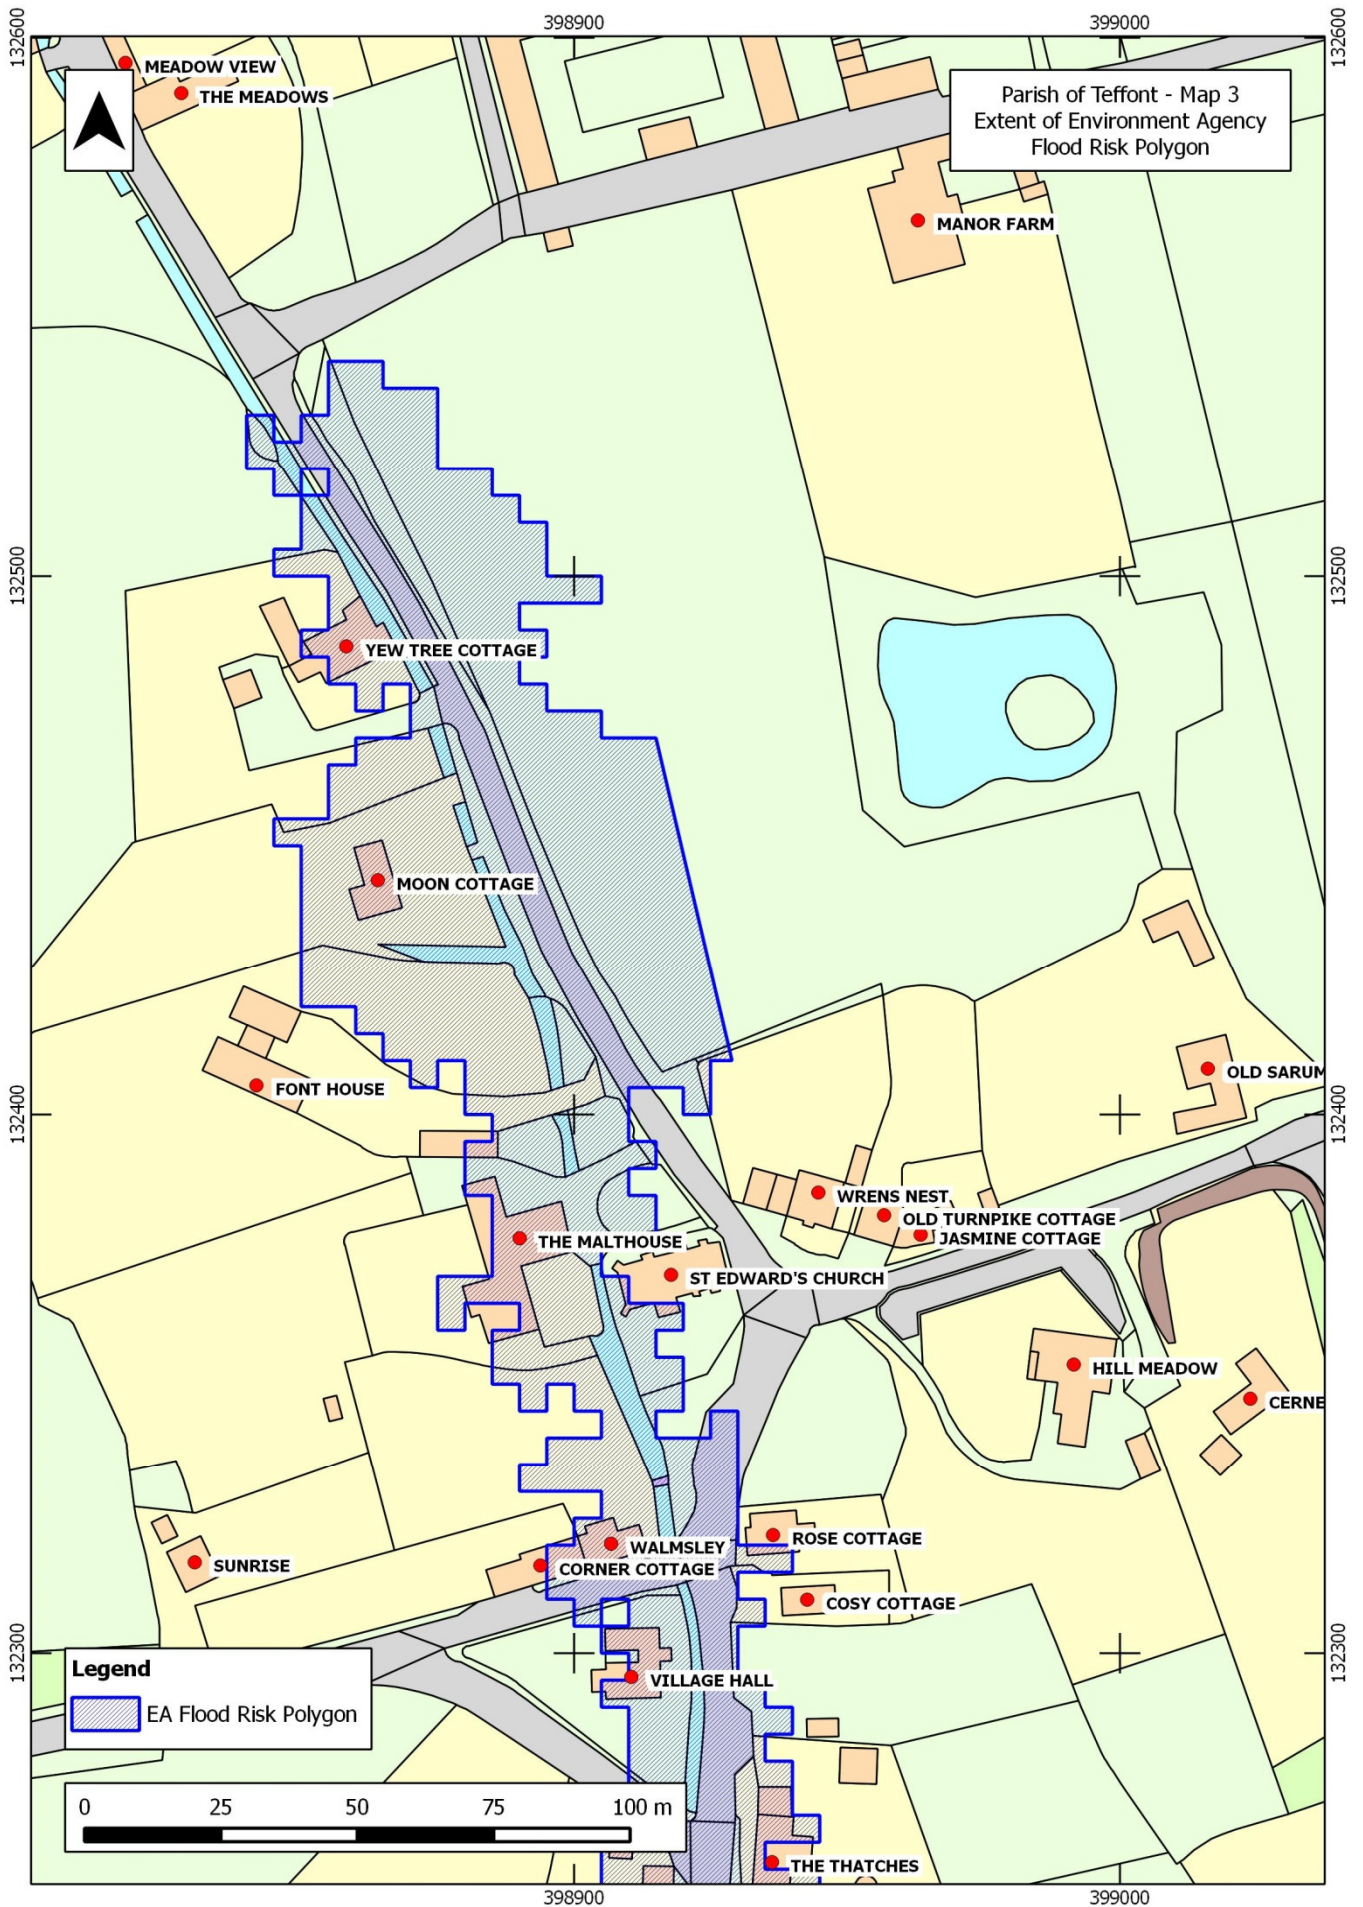 398900
399000
132600
132600
MEADOW VIEW
THE MEADOWS
Parish of Teffont - Map 3
Extent of Environment Agency
Flood Risk Polygon
MANOR FARM
132500
132500
YEW TREE COTTAGE
MOON COTTAGE
OLD SARUM
FONT HOUSE
132400
132400
WRENS NEST
OLD TURNPIKE COTTAGE
JASMINE COTTAGE
THE MALTHOUSE
ST EDWARD'S CHURCH
HILL MEADOW
CERNE
ROSE COTTAGE
WALMSLEY
SUNRISE
CORNER COTTAGE
COSY COTTAGE
132300
132300
Legend
EA Flood Risk Polygon
VILLAGE HALL
0 25 50 75 100 m
THE THATCHES
398900
399000